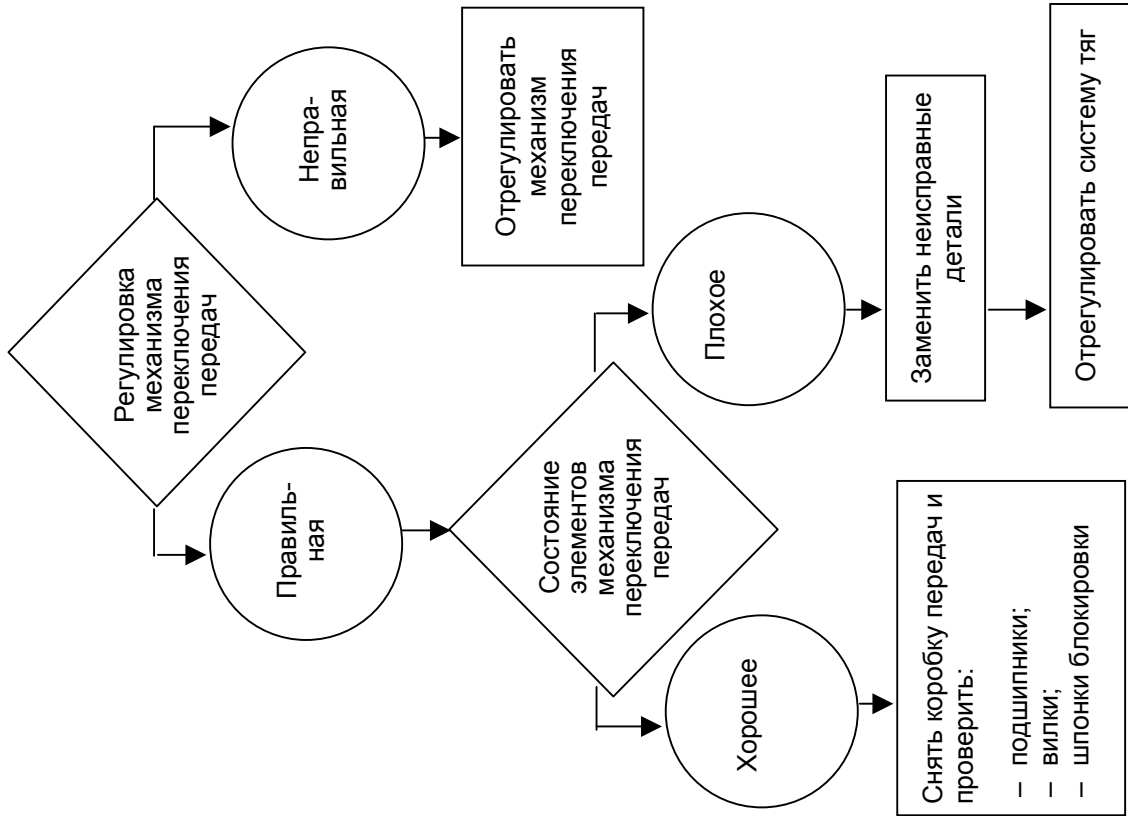 Регулировка
механизма
переключения
передач
Правиль-
ная
Непра-
вильная
Отрегулировать
механизм
переключения
передач
Состояние
элементов
механизма
переключения
передач
Хорошее
Плохое
Снять коробку передач и
проверить:
– подшипники;
– вилки;
– шпонки блокировки
Заменить неисправные
детали
Отрегулировать систему тяг